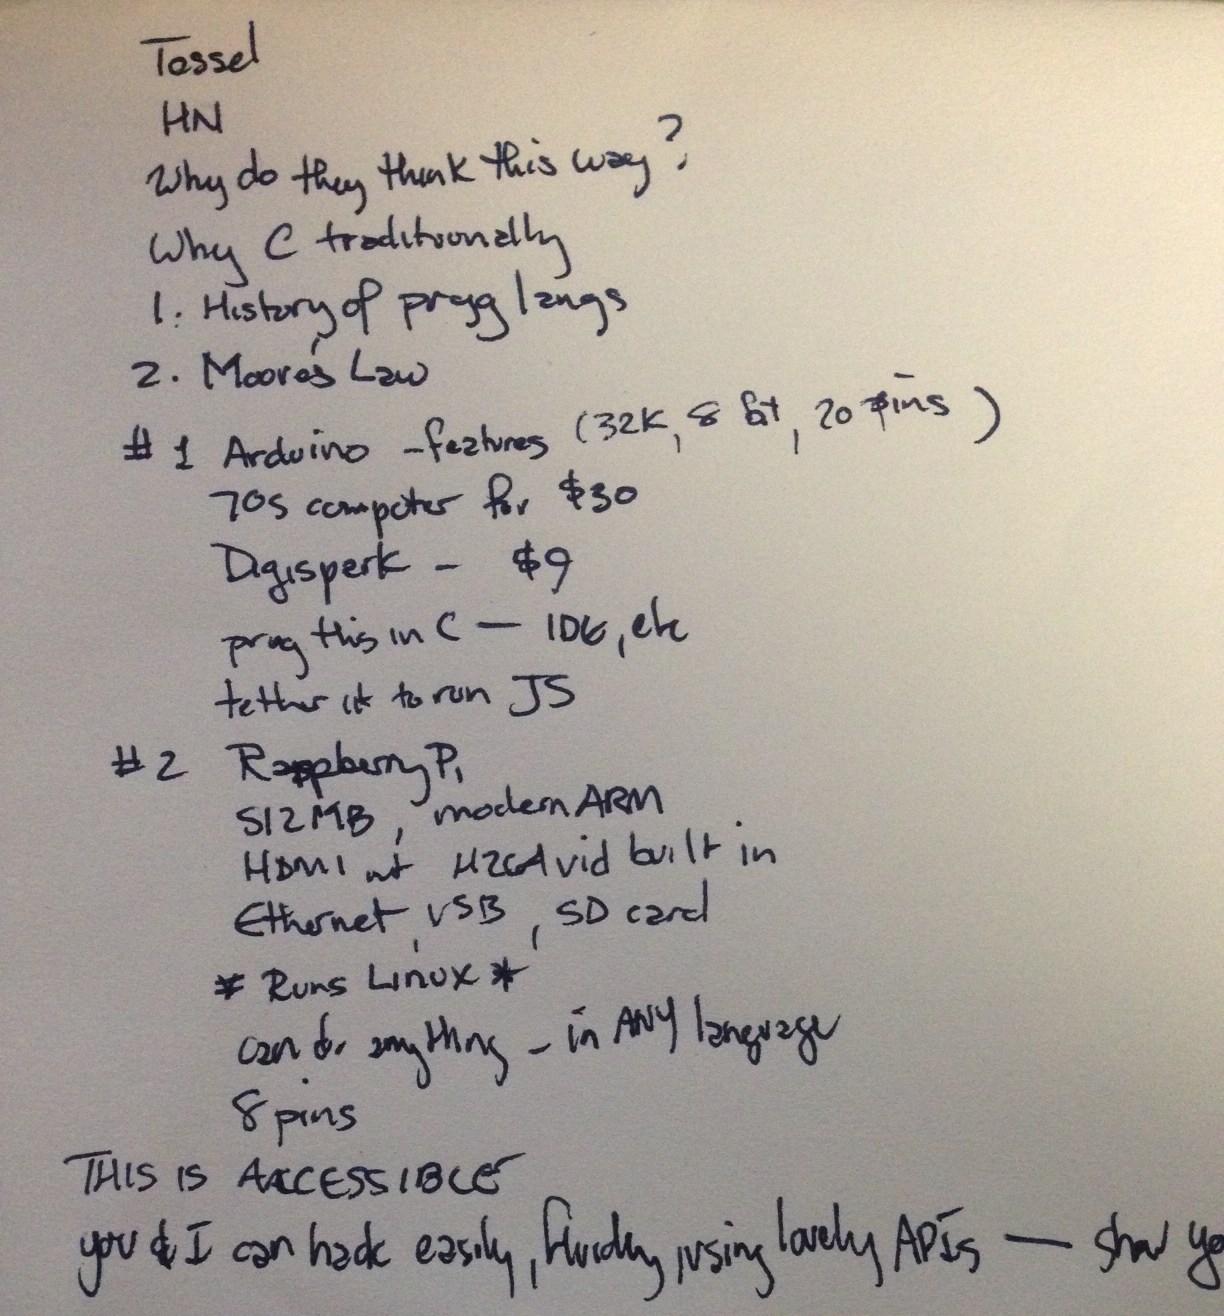 Tessel
HN
Why do they think this way?
Why C traditionally
1. History of progg langs
2. Moore's Law
#1 Arduino - features (32K, 8 bit, 20 pins)
70s computer for $30
Digispark - $9
prog this in C — IDE, etc
tether it to run JS
#2 Raspberry Pi
512MB, modern ARM
HDMI out H264 vid built in
Ethernet, USB, SD card
* Runs Linux *
can do anything - in ANY language
8 pins
THIS IS ACCESSIBLE
you & I can hack easily, fluidly, using lovely APIs — show